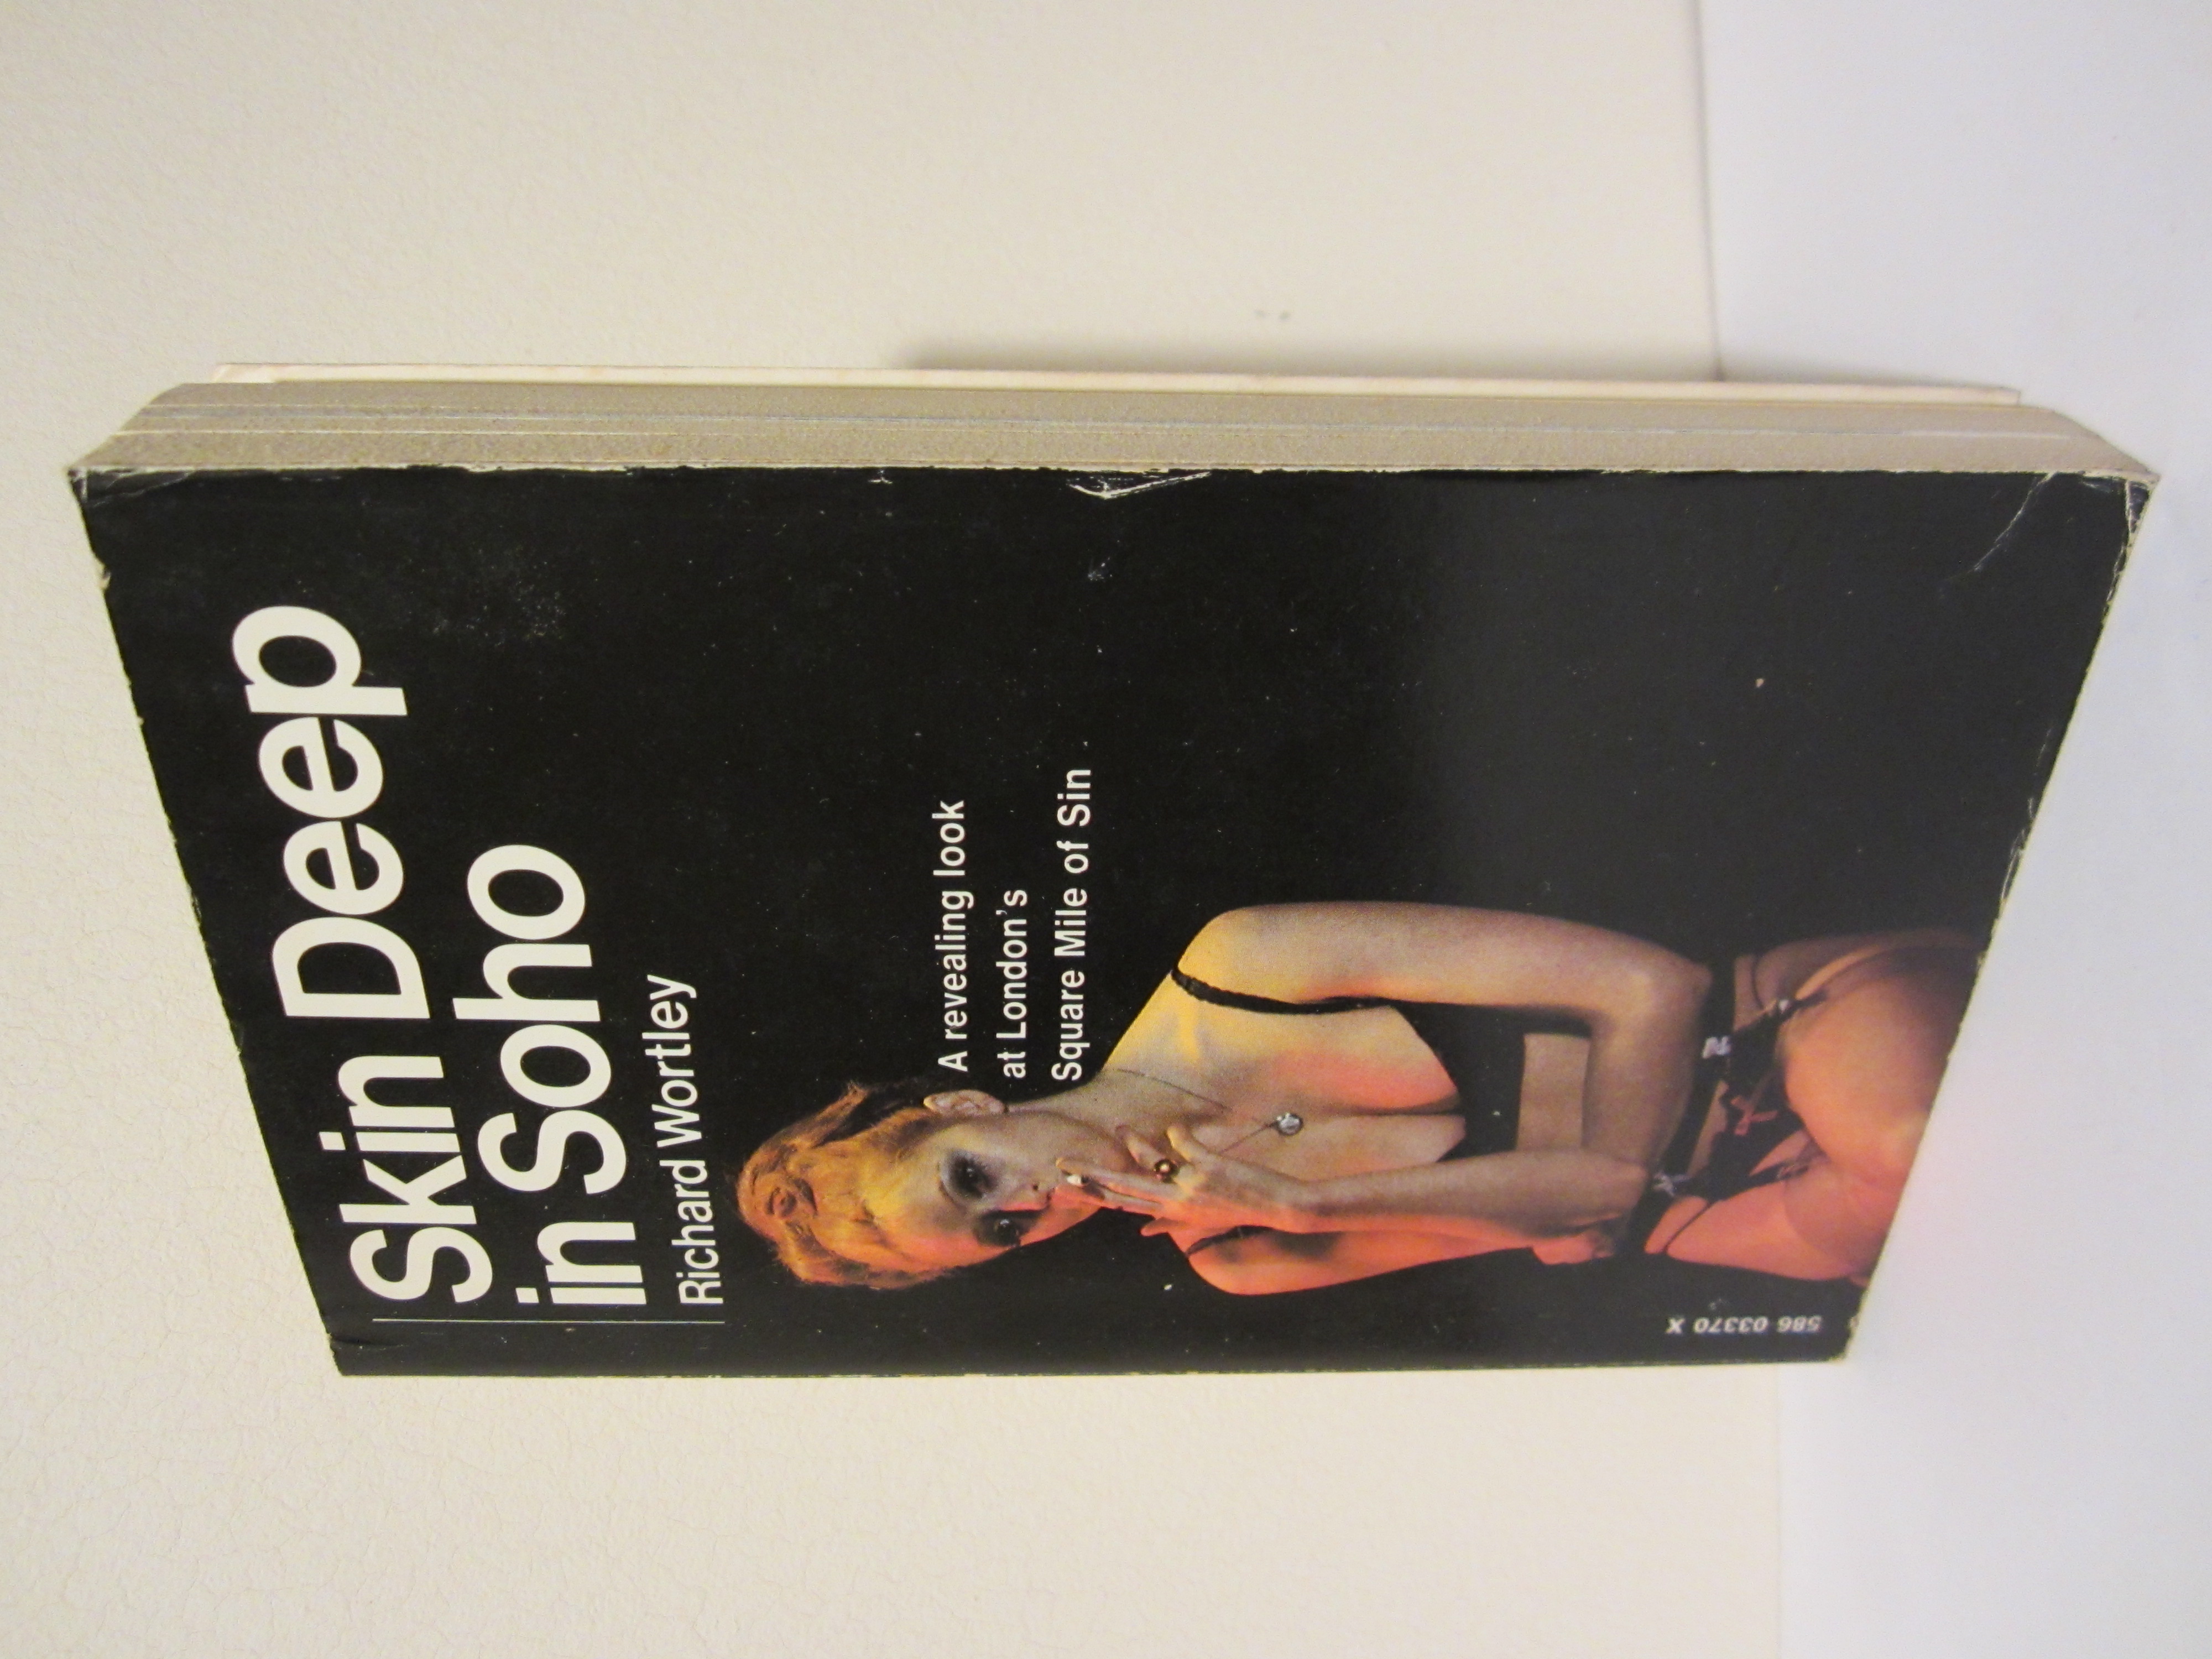 Skin Deep
in Soho
Richard Wortley
A revealing look
at London's
Square Mile of Sin
586 03370 X